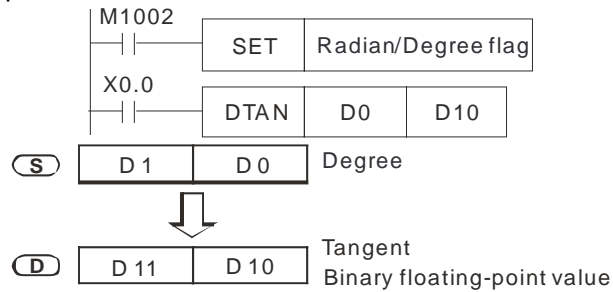 M1002
SET Radian/Degree flag
X0.0
DTAN D0 D10
S D 1 D 0 Degree
D D 11 D 10 Tangent
Binary floating-point value